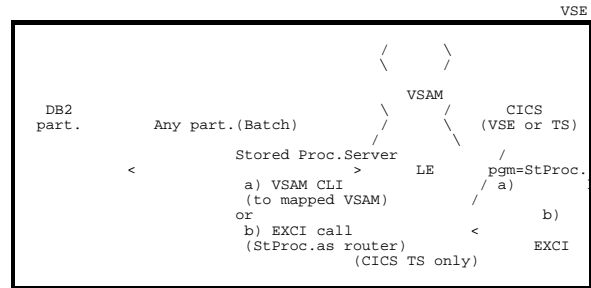 VSE
/ \
\ /
VSAM
DB2 \ / CICS
part. Any part.(Batch) / \ (VSE or TS)
/ \
Stored Proc.Server /
< > LE pgm=StProc.
a) VSAM CLI / a)
(to mapped VSAM) /
or b)
b) EXCI call <
(StProc.as router) EXCI
(CICS TS only)